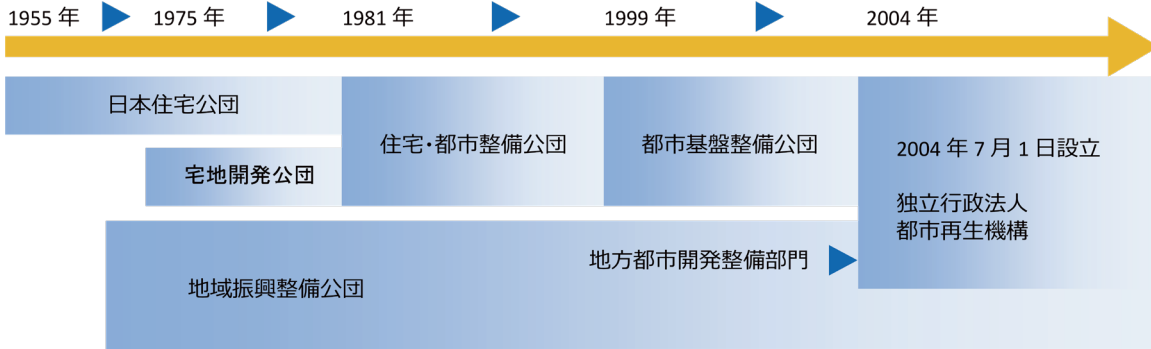 1955 年
1975 年
1981 年
1999 年
2004 年
日本住宅公団
宅地開発公団
住宅・都市整備公団
都市基盤整備公団
2004 年 7 月 1 日設立
独立行政法人
都市再生機構
地方都市開発整備部門
地域振興整備公団